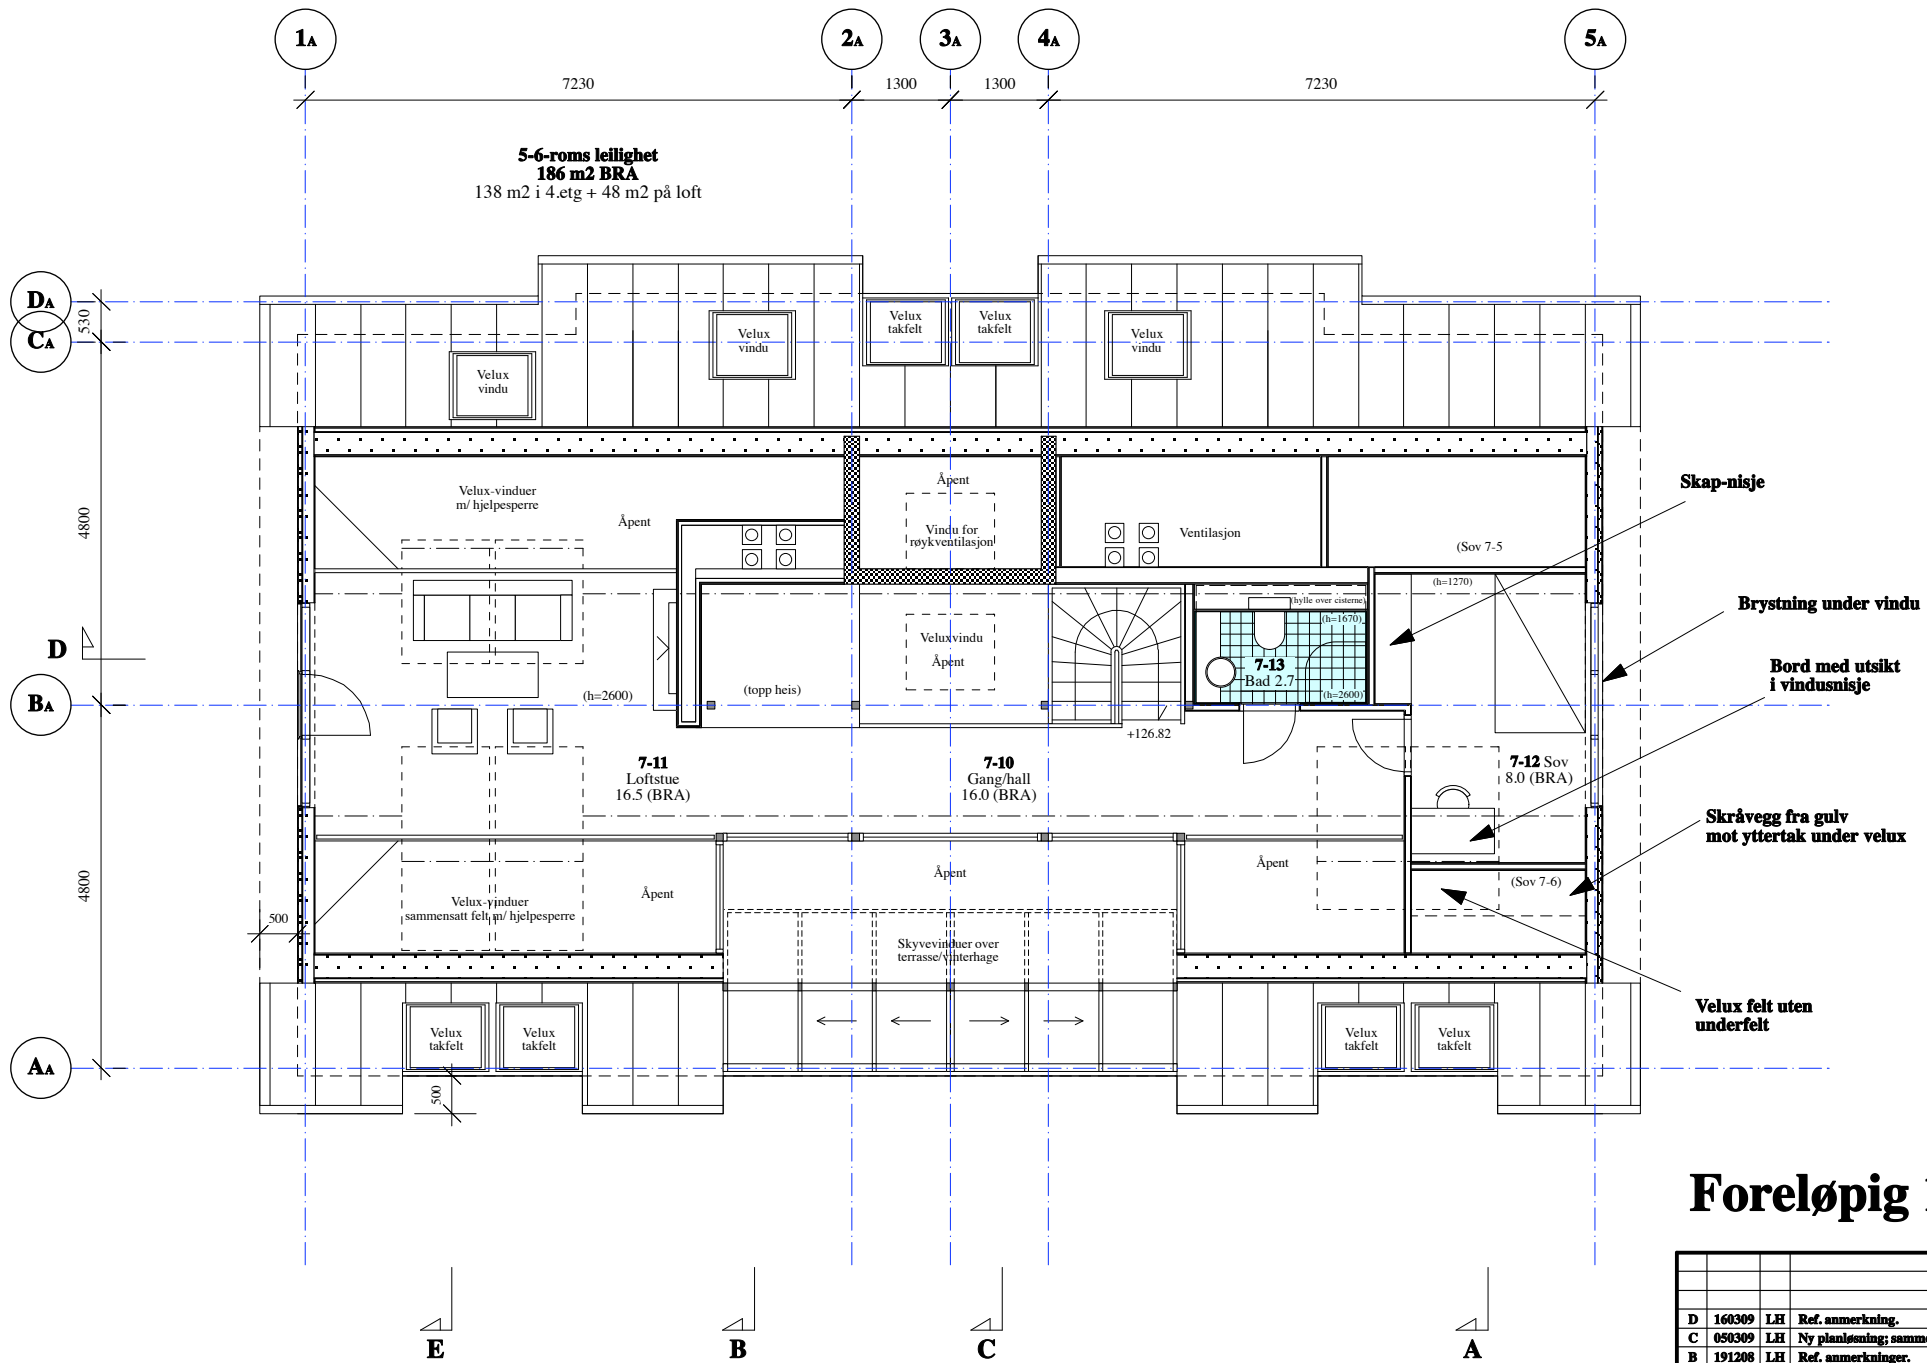 1A
2A
3A
4A
5A
7230
1300
1300
7230
5-6-roms leilighet
186 m2 BRA
138 m2 i 4.etg + 48 m2 på loft
DA
530
CA
Velux
vindu
Velux
vindu
Velux
takfelt
Velux
takfelt
Velux
vindu
4800
Velux-vinduer
m/ hjelpesperre
Åpent
Åpent
Vindu for
røykventilasjon
Ventilasjon
(Sov 7-5
Skap-nisje
(h=1270)
(hylle over cisterne)
(h=1670)
Brystning under vindu
D
Veluxvindu
Åpent
7-13
Bad 2.7
(h=2600)
Bord med utsikt
i vindusnisje
BA
(h=2600)
(topp heis)
+126.82
7-11
Loftstue
16.5 (BRA)
7-10
Gang/hall
16.0 (BRA)
7-12 Sov
8.0 (BRA)
Skråvegg fra gulv
mot yttertak under velux
4800
Åpent
Åpent
Åpent
(Sov 7-6)
Velux-vinduer
sammensatt felt m/ hjelpesperre
500
Skyvevinduer over
terrasse/vinterhage
Velux felt uten
underfelt
Velux
takfelt
Velux
takfelt
Velux
takfelt
Velux
takfelt
AA
500
Foreløpig
E
B
C
A
D 160309 LH Ref. anmerkning.
C 050309 LH Ny planløsning; samme
B 191208 LH Ref. anmerkninger.